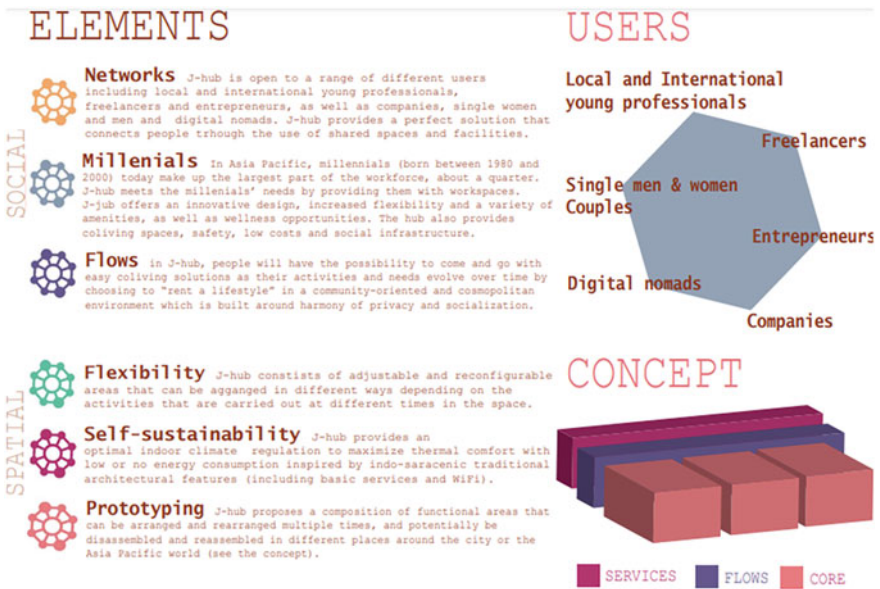 ELEMENTS
SOCIAL
Networks J-hub is open to a range of different users
including local and international young professionals,
freelancers and entrepreneurs, as well as companies, single women
and men and digital nomads. J-hub provides a perfect solution that
connects people trhough the use of shared spaces and facilities.
Millenials In Asia Pacific, millennials (born between 1980 and
2000) today make up the largest part of the workforce, about a quarter.
J-hub meets the millenials' needs by providing them with workspaces.
J-jub offers an innovative design, increased flexibility and a variety of
amenities, as well as wellness opportunities. The hub also provides
coliving spaces, safety, low costs and social infrastructure.
Flows in J-hub, people will have the possibility to come and go with
easy coliving solutions as their activities and needs evolve over time by
choosing to "rent a lifestyle" in a community-oriented and cosmopolitan
environment which is built around harmony of privacy and socialization.
SPATIAL
Flexibility J-hub constists of adjustable and reconfigurable
areas that can be agganged in different ways depending on the
activities that are carried out at different times in the space.
Self-sustainability J-hub provides an
optimal indoor climate regulation to maximize thermal comfort with
low or no energy consumption inspired by indo-saracenic traditional
architectural features (including basic services and WiFi).
Prototyping J-hub proposes a composition of functional areas that
can be arranged and rearranged multiple times, and potentially be
disassembled and reassembled in different places around the city or the
Asia Pacific world (see the concept).
USERS
Local and International
young professionals
Freelancers
Single men & women
Couples
Entrepreneurs
Digital nomads
Companies
CONCEPT
SERVICES
FLOWS
CORE